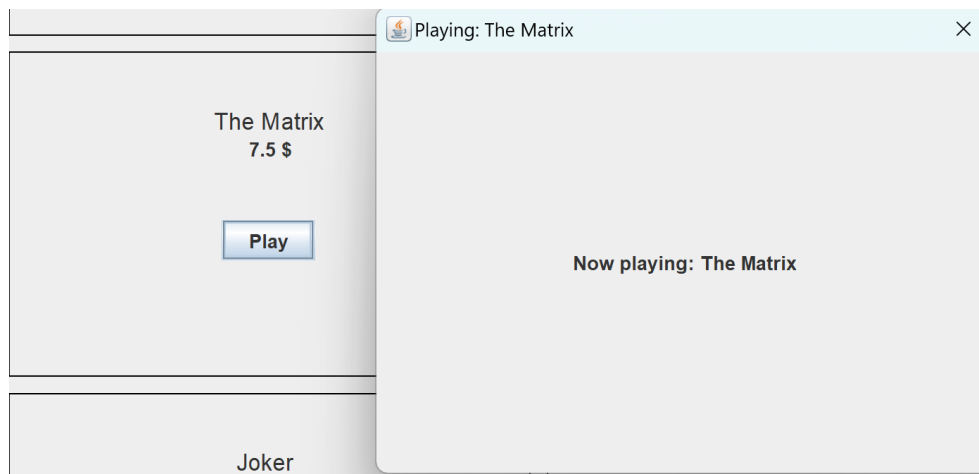 Playing: The Matrix
The Matrix
7.5 $
Play
Now playing: The Matrix
Joker